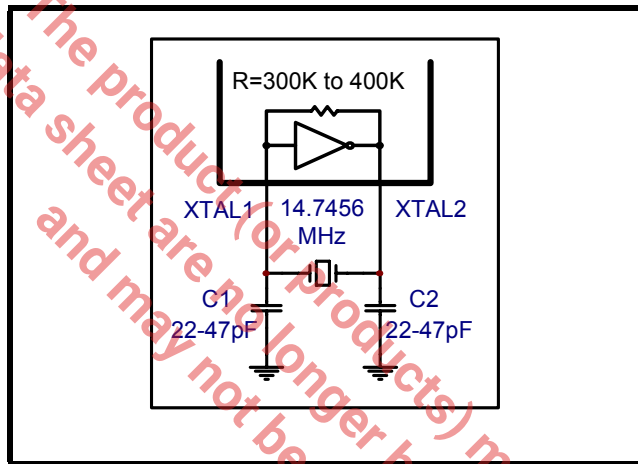 R=300K to 400K
XTAL1
14.7456
MHz
XTAL2
C1
22-47pF
C2
22-47pF
The product (or products) m
ata sheet are no longer b
and may not be